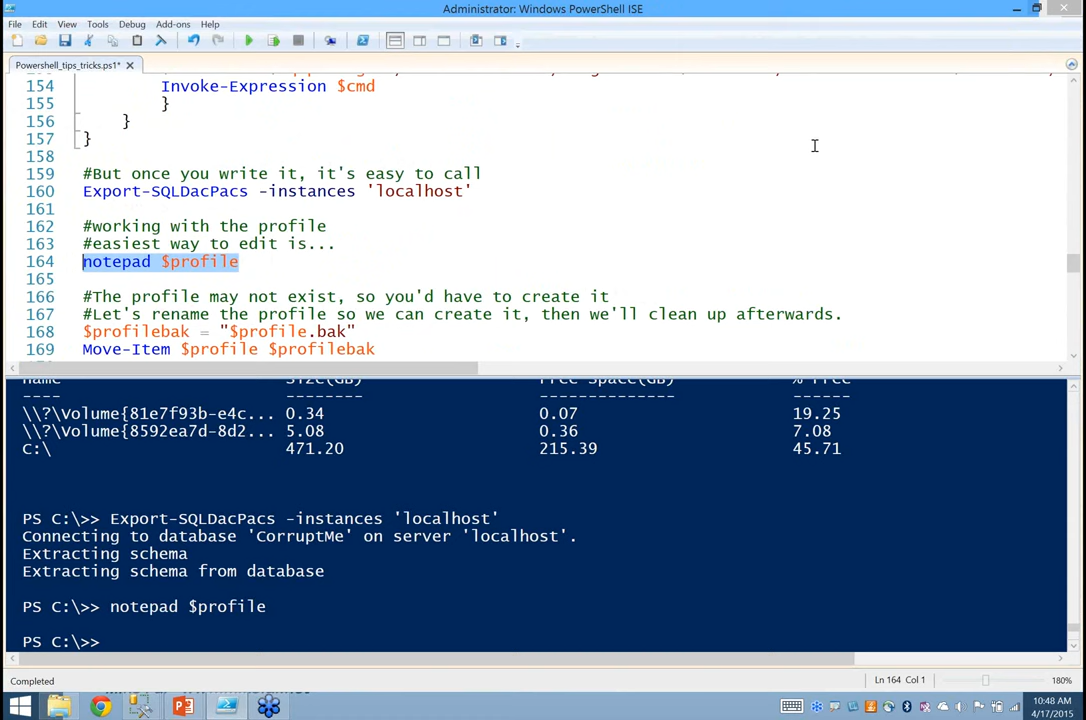 Administrator: Windows PowerShell ISE
File Edit View Tools Debug Add-ons Help
Powershell_tips_tricks.ps1*
154 Invoke-Expression $cmd
155 }
156 }
157 }
158
159 #But once you write it, it's easy to call
160 Export-SQLDacPacs -instances 'localhost'
161
162 #working with the profile
163 #easiest way to edit is...
164 notepad $profile
165
166 #The profile may not exist, so you'd have to create it
167 #Let's rename the profile so we can create it, then we'll clean up afterwards.
168 $profilebak = "$profile.bak"
169 Move-Item $profile $profilebak
Name Size(GB) Free Space(GB) % Free
---- -------- -------------- ------
\\?\Volume{81e7f93b-e4c... 0.34 0.07 19.25
\\?\Volume{8592ea7d-8d2... 5.08 0.36 7.08
C:\ 471.20 215.39 45.71
PS C:\>> Export-SQLDacPacs -instances 'localhost'
Connecting to database 'CorruptMe' on server 'localhost'.
Extracting schema
Extracting schema from database
PS C:\>> notepad $profile
PS C:\>>
Completed Ln 164 Col 1 180%
10:48 AM
4/17/2015